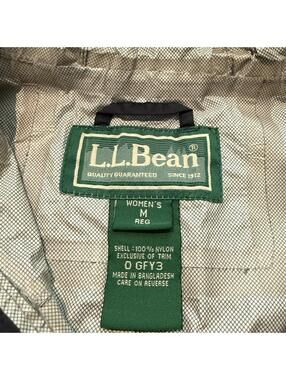 L.L.Bean®
QUALITY GUARANTEED SINCE 1912
WOMEN'S
M
REG
SHELL: 100% NYLON
EXCLUSIVE OF TRIM
0 GFY3
MADE IN BANGLADESH
CARE ON REVERSE